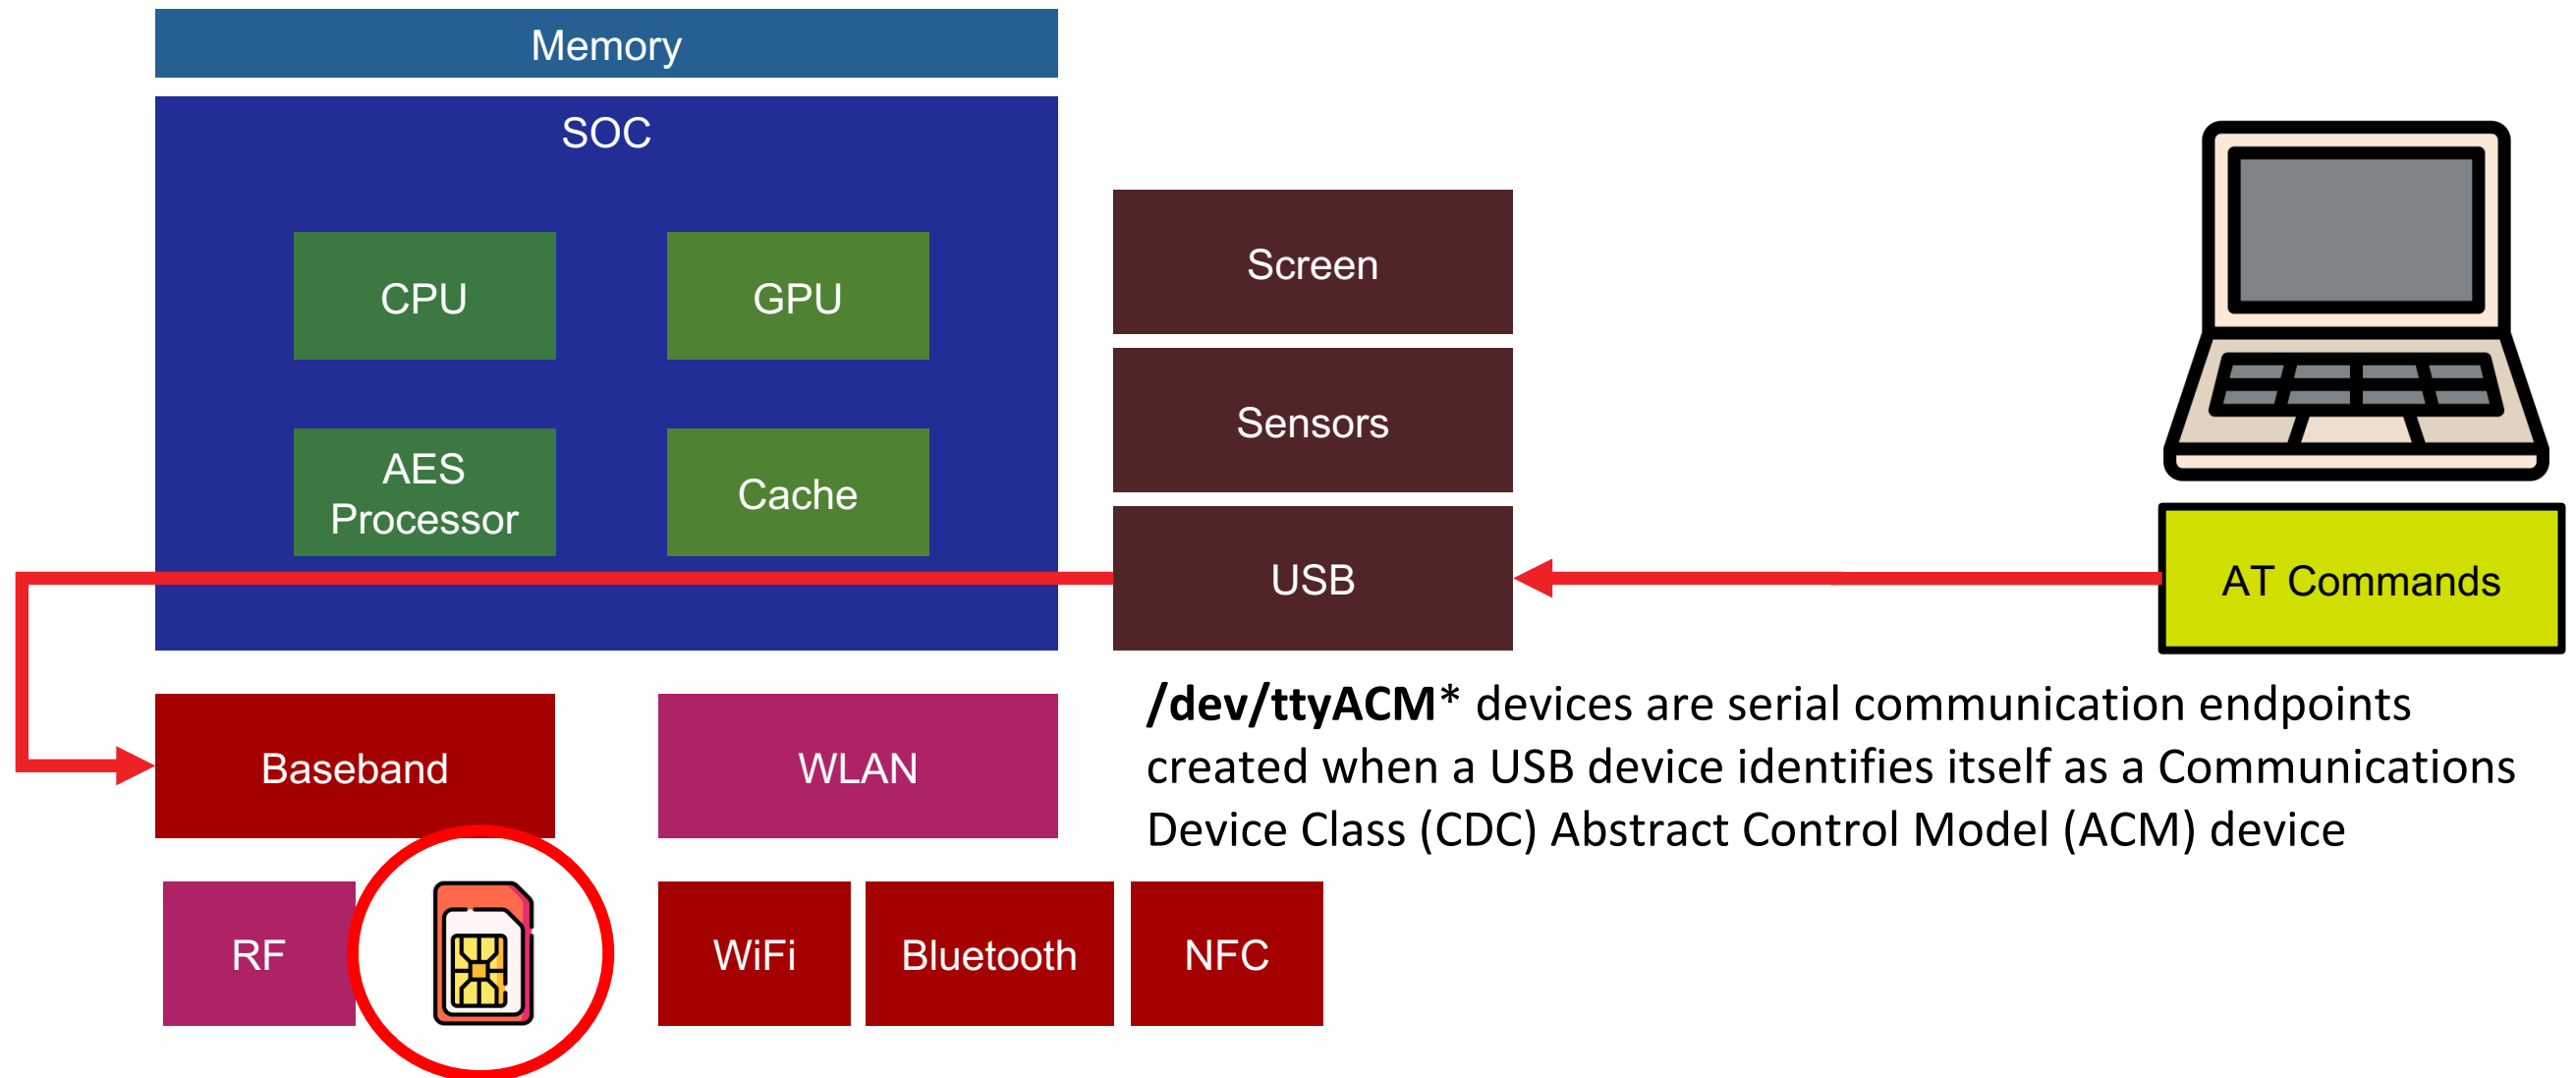 Memory
SOC
CPU
GPU
AES
Processor
Cache
Screen
Sensors
USB
AT Commands
/dev/ttyACM* devices are serial communication endpoints
created when a USB device identifies itself as a Communications
Device Class (CDC) Abstract Control Model (ACM) device
Baseband
WLAN
RF
WiFi
Bluetooth
NFC